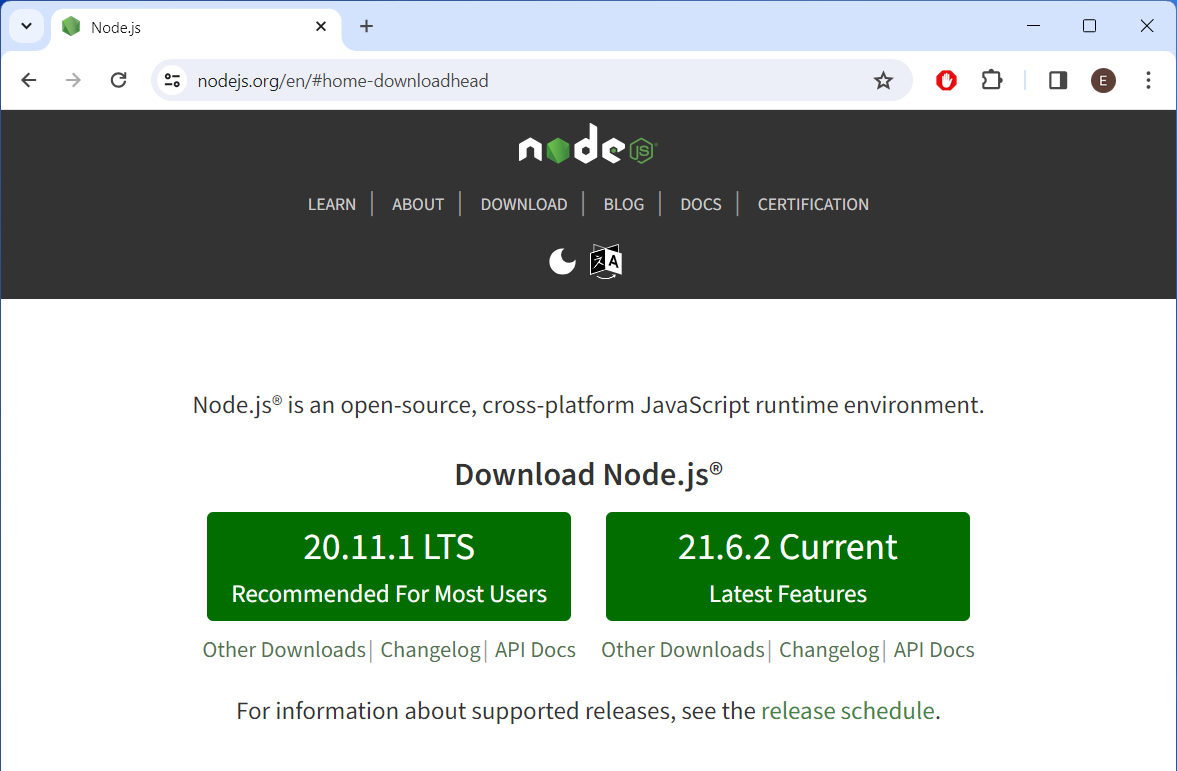 Node.js
nodejs.org/en/#home-downloadhead
E
node JS
LEARN | ABOUT | DOWNLOAD | BLOG | DOCS | CERTIFICATION
文 A
Node.js® is an open-source, cross-platform JavaScript runtime environment.
Download Node.js®
20.11.1 LTS
Recommended For Most Users
21.6.2 Current
Latest Features
Other Downloads | Changelog | API Docs
Other Downloads | Changelog | API Docs
For information about supported releases, see the release schedule.